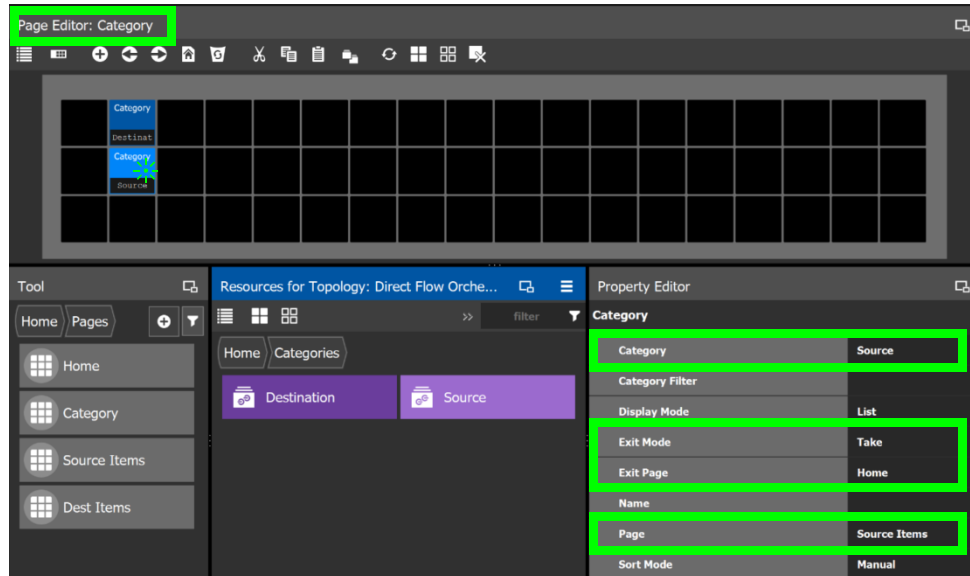 Page Editor: Category
Category
Destinat
Category
Source
Tool
Home Pages
Home
Category
Source Items
Dest Items
Resources for Topology: Direct Flow Orche...
>> filter
Home Categories
Destination
Source
Property Editor
Category
Category Source
Category Filter
Display Mode List
Exit Mode Take
Exit Page Home
Name
Page Source Items
Sort Mode Manual